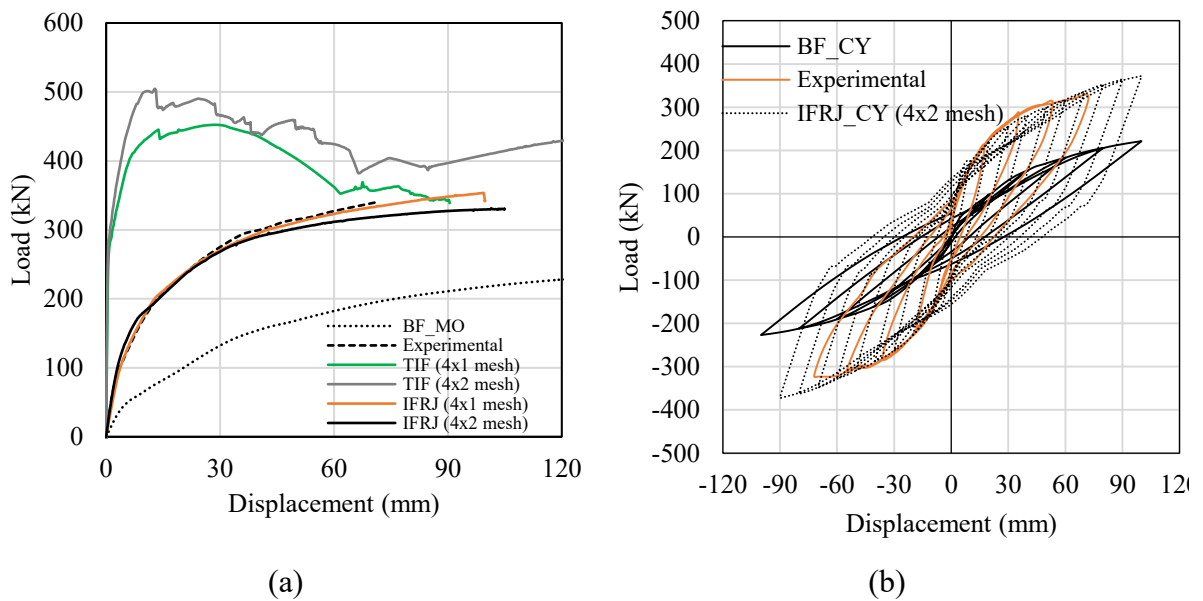 600
500
400
300
200
100
0
Load (kN)
0 30 60 90 120
Displacement (mm)
BF_MO
Experimental
TIF (4x1 mesh)
TIF (4x2 mesh)
IFRJ (4x1 mesh)
IFRJ (4x2 mesh)
(a)
500
400
300
200
100
0
-100
-200
-300
-400
-500
Load (kN)
BF_CY
Experimental
IFRJ_CY (4x2 mesh)
-120 -90 -60 -30 0 30 60 90 120
Displacement (mm)
(b)